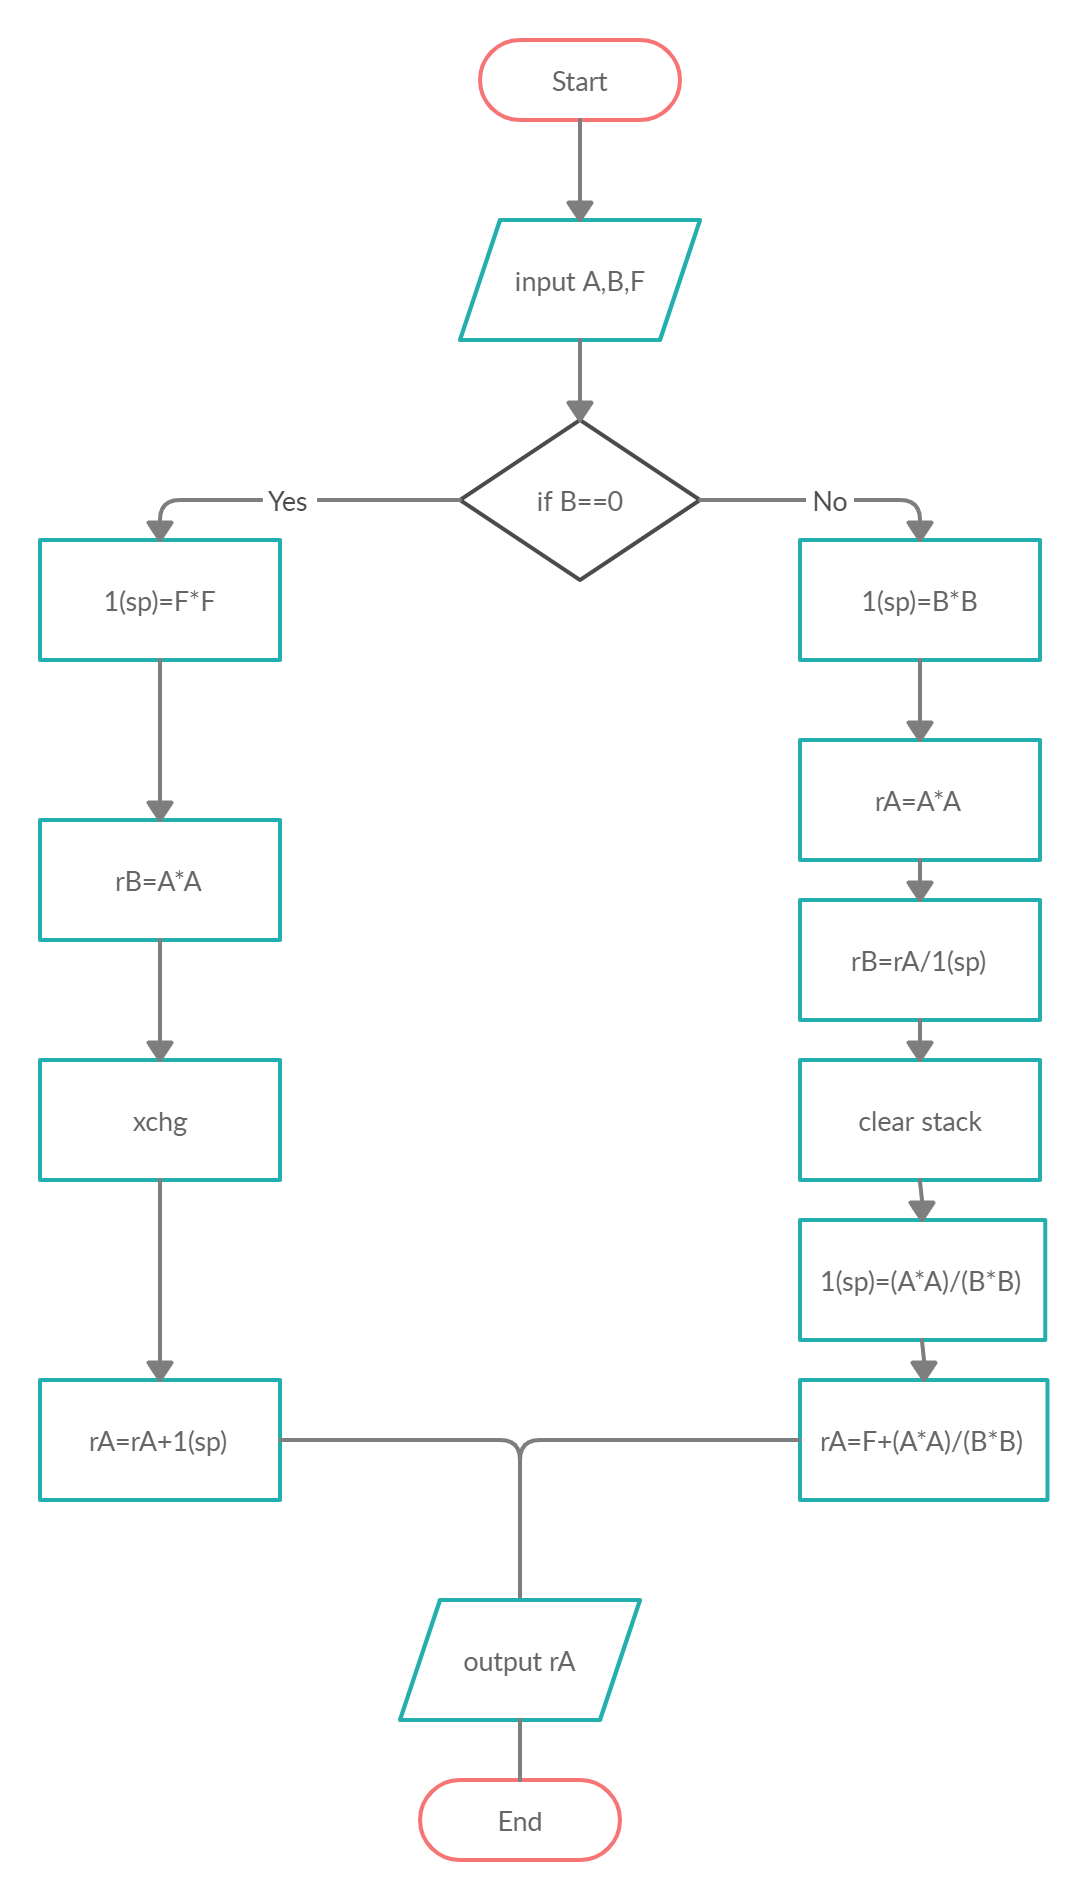 Start
input A,B,F
if B==0
Yes
No
1(sp)=F*F
rB=A*A
xchg
rA=rA+1(sp)
1(sp)=B*B
rA=A*A
rB=rA/1(sp)
clear stack
1(sp)=(A*A)/(B*B)
rA=F+(A*A)/(B*B)
output rA
End